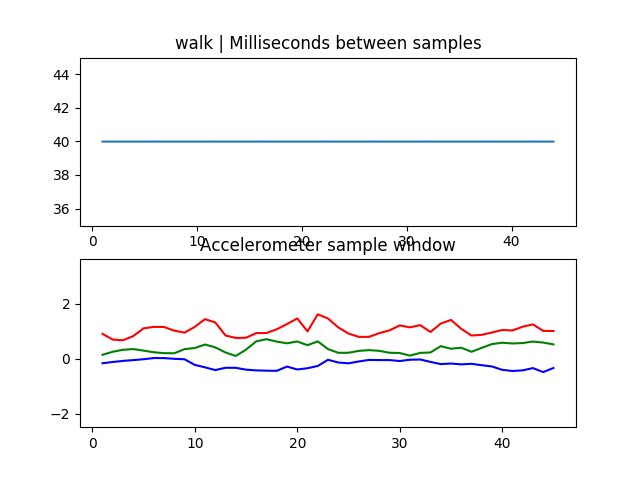 walk | Milliseconds between samples
44
42
40
38
36
0 10 20 30 40
Accelerometer sample window
2
0
−2
0 10 20 30 40